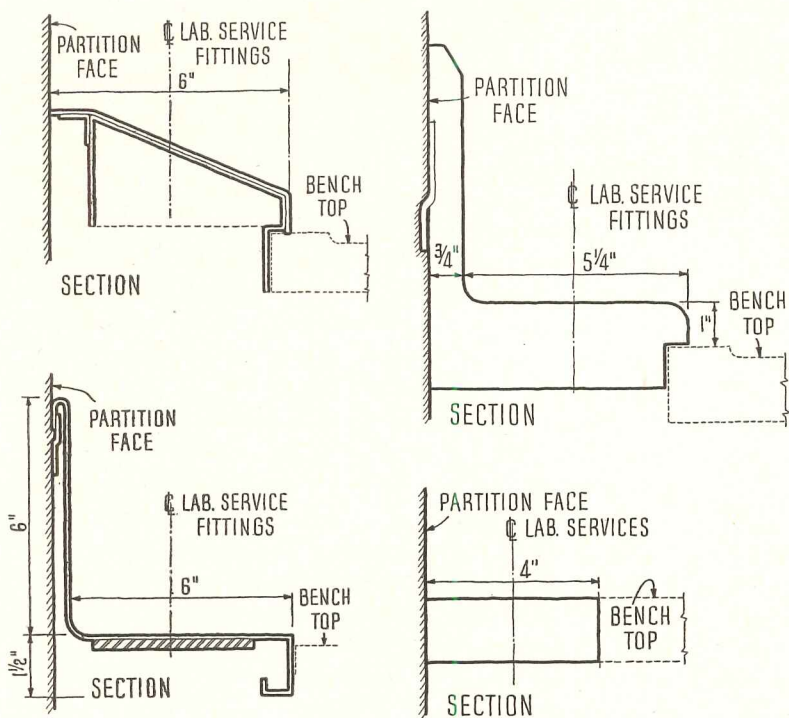 PARTITION
FACE
℄ LAB. SERVICE
FITTINGS
6"
BENCH
TOP
SECTION
PARTITION
FACE
℄ LAB. SERVICE
FITTINGS
3/4"
5 1/4"
1"
BENCH
TOP
SECTION
PARTITION
FACE
6"
℄ LAB. SERVICE
FITTINGS
6"
BENCH
TOP
1 1/2"
SECTION
PARTITION FACE
℄ LAB. SERVICES
4"
BENCH
TOP
SECTION